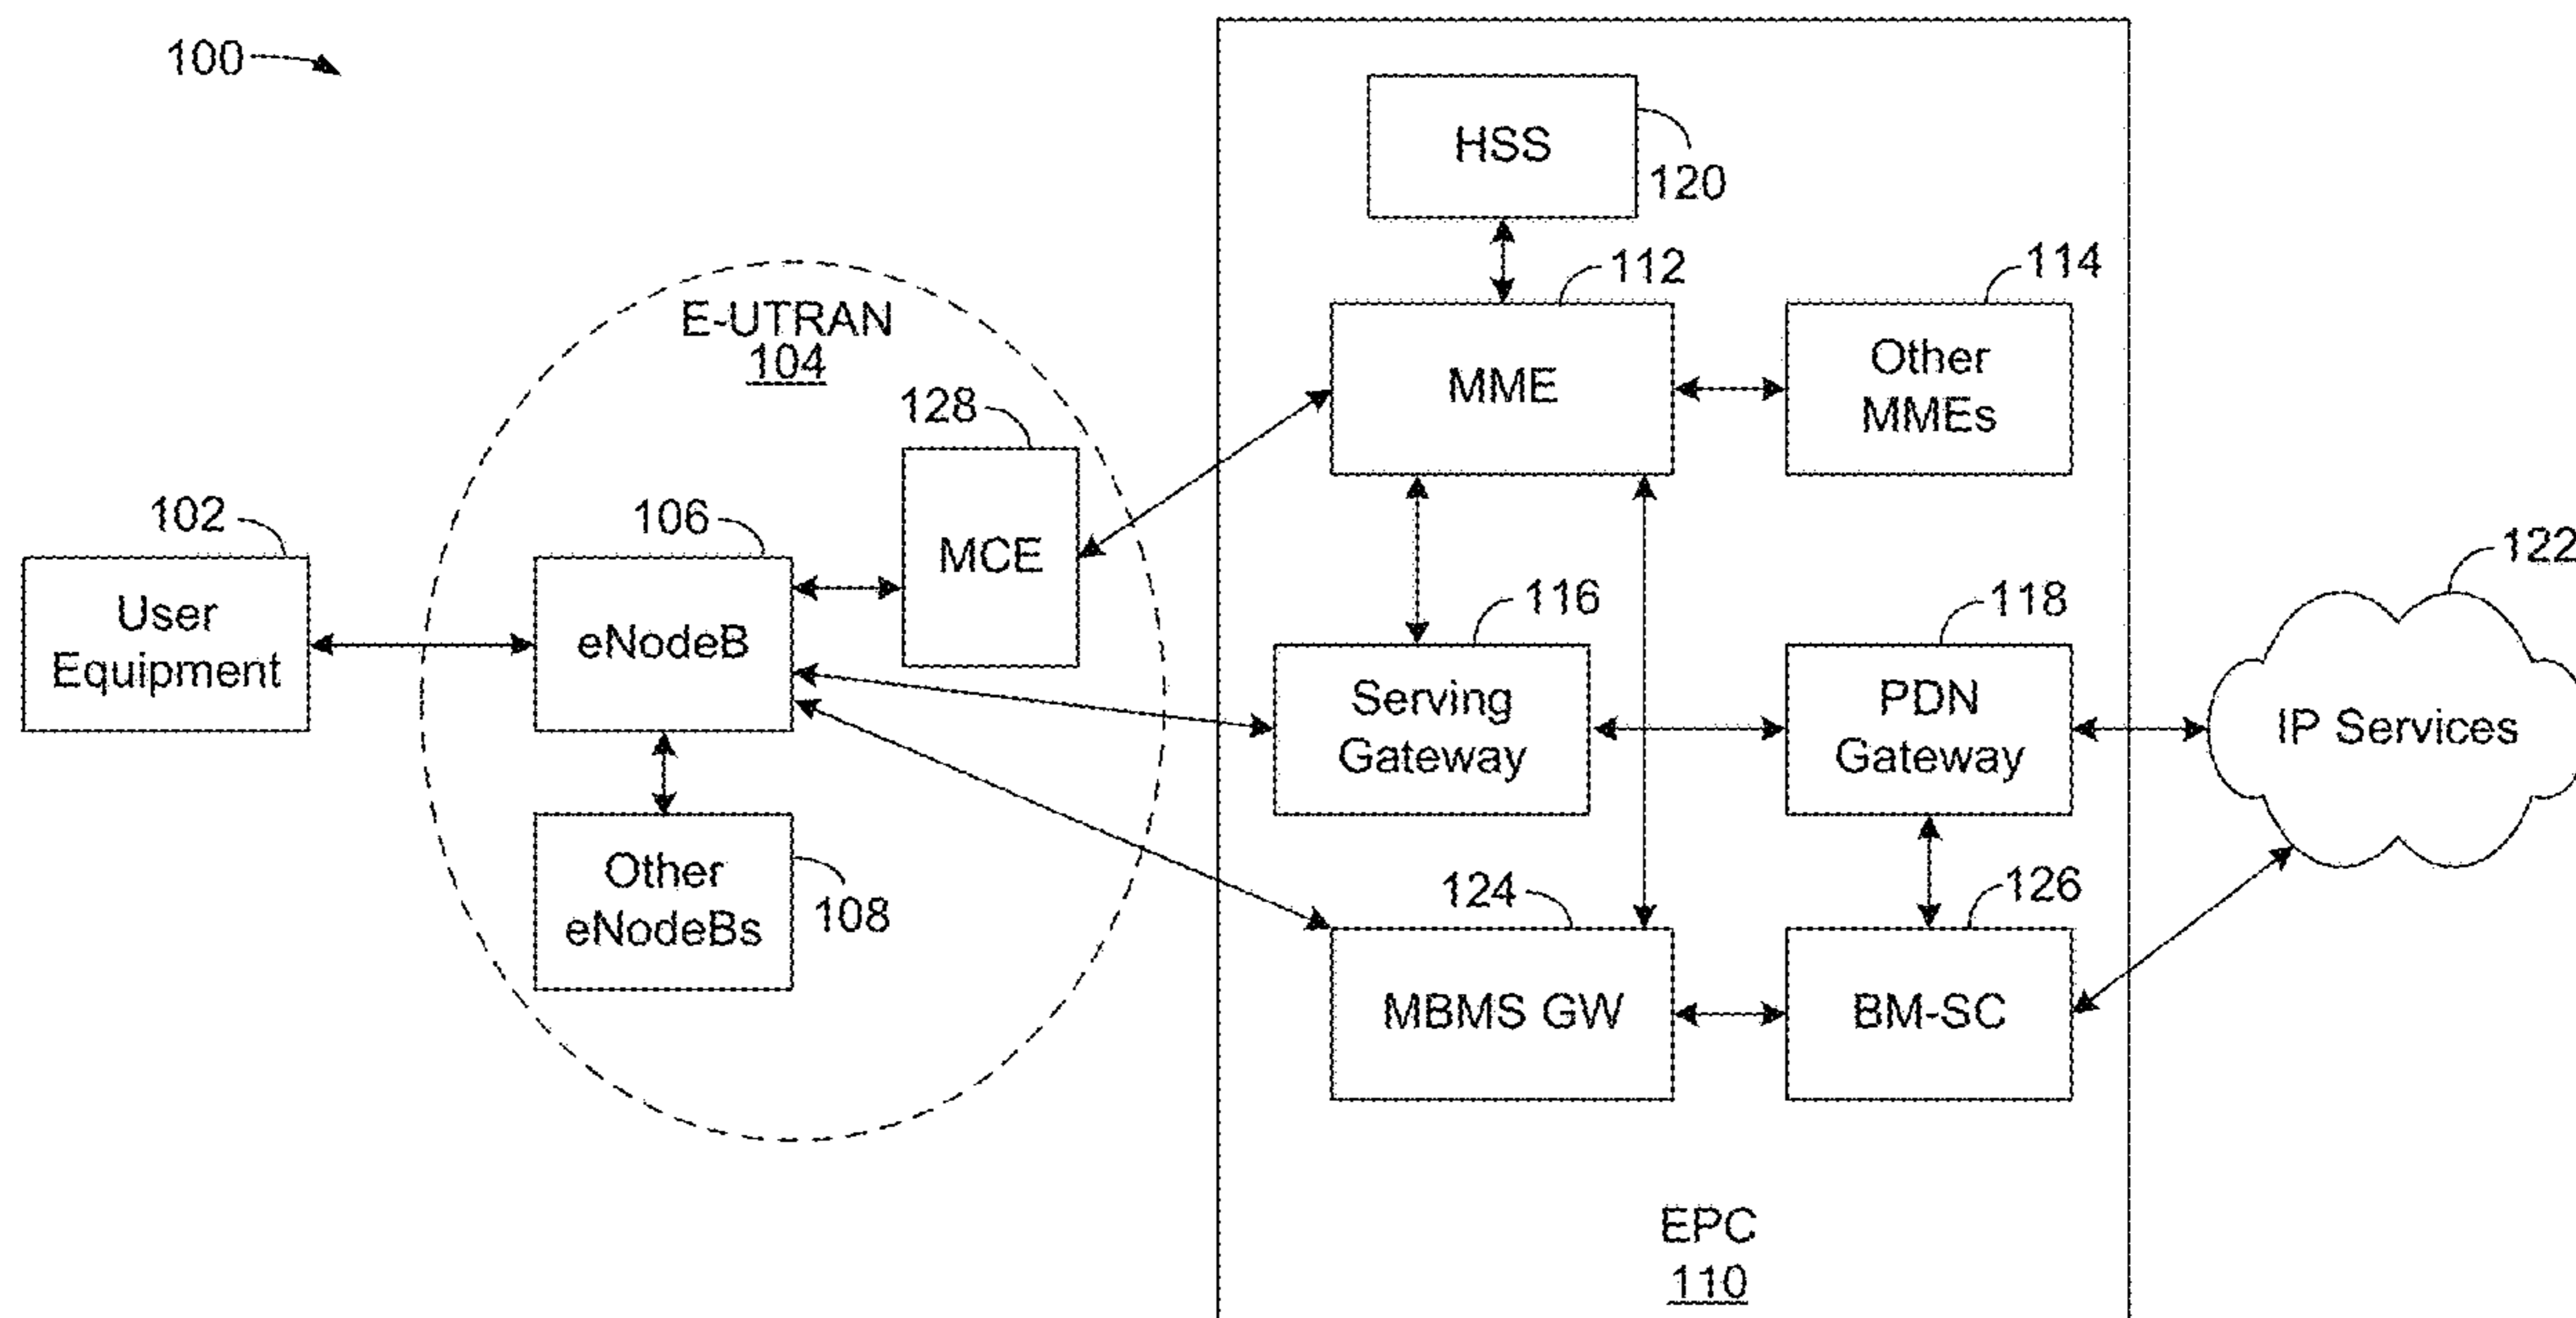 100
HSS
120
112
114
E-UTRAN
104
MME
Other
MMEs
128
MCE
102
106
User
Equipment
eNodeB
116
118
122
Serving
Gateway
PDN
Gateway
IP Services
Other
eNodeBs
108
124
126
MBMS GW
BM-SC
EPC
110